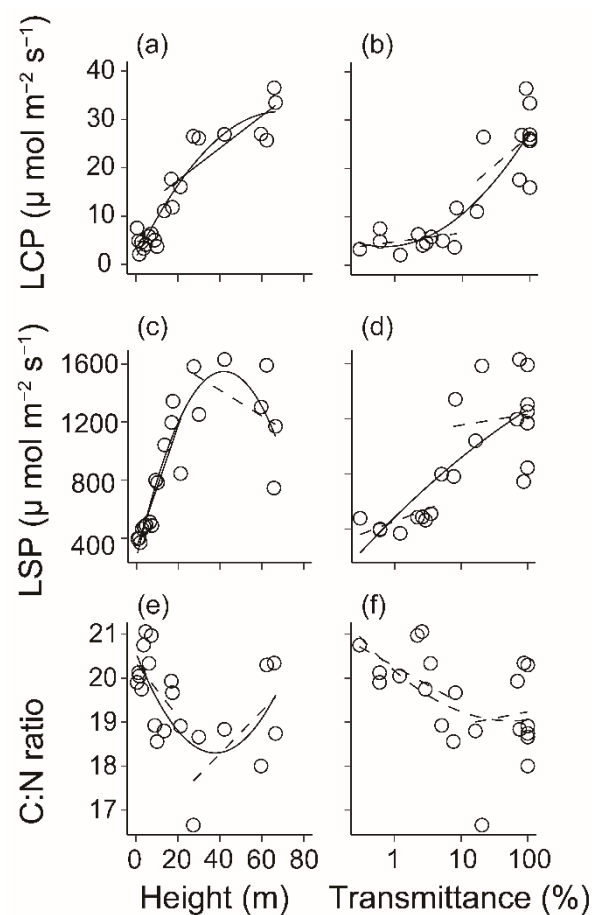 (a) (b)
LCP (μ mol m⁻² s⁻¹)
40
30
20
10
0
(c) (d)
LSP (μ mol m⁻² s⁻¹)
1600
1200
800
400
(e) (f)
C:N ratio
21
20
19
18
17
0 20 40 60 80 1 10 100
Height (m) Transmittance (%)